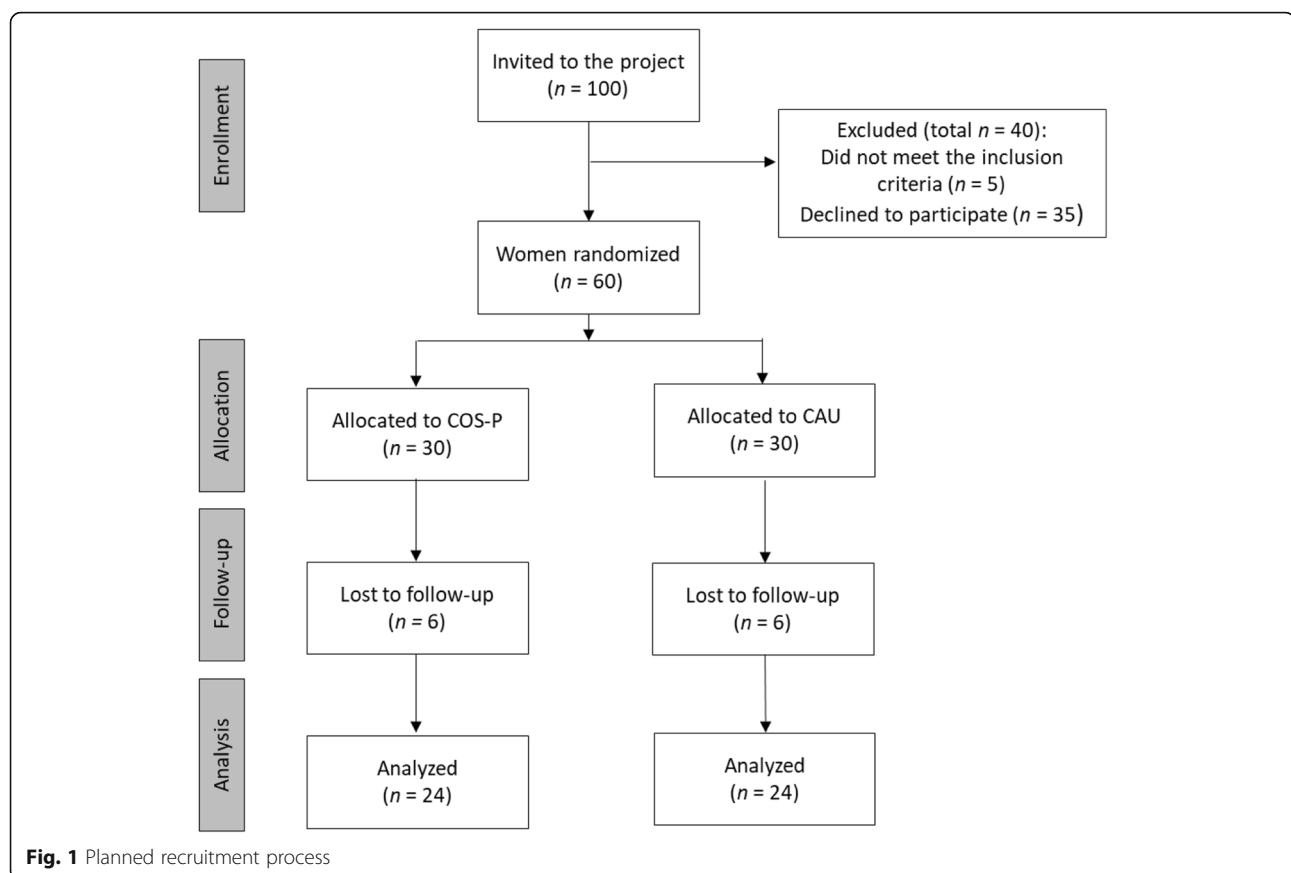 Enrollment
Invited to the project
(n = 100)
Excluded (total n = 40):
Did not meet the inclusion
criteria (n = 5)
Declined to participate (n = 35)
Women randomized
(n = 60)
Allocation
Allocated to COS-P
(n = 30)
Allocated to CAU
(n = 30)
Follow-up
Lost to follow-up
(n = 6)
Lost to follow-up
(n = 6)
Analysis
Analyzed
(n = 24)
Analyzed
(n = 24)
Fig. 1 Planned recruitment process